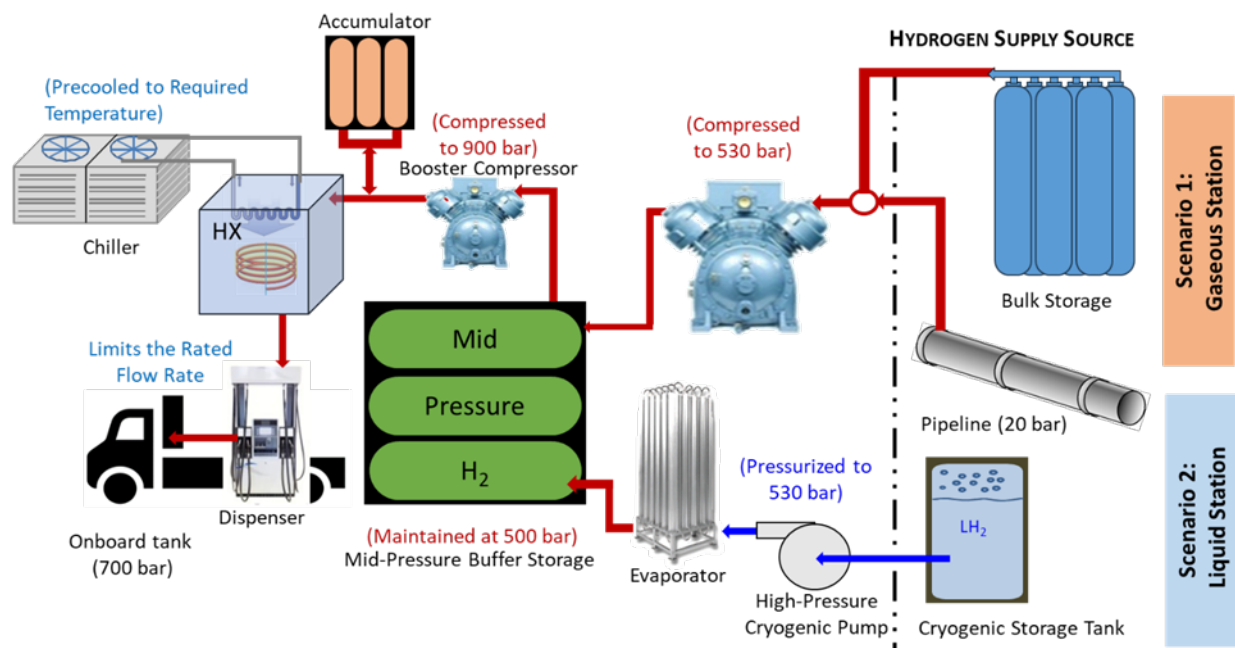 Accumulator
HYDROGEN SUPPLY SOURCE
(Precooled to Required
Temperature)
(Compressed
to 900 bar)
Booster Compressor
(Compressed
to 530 bar)
Chiller
HX
Bulk Storage
Scenario 1:
Gaseous Station
Limits the Rated
Flow Rate
Mid
Pressure
H₂
Pipeline (20 bar)
(Pressurized to
530 bar)
LH₂
Dispenser
Onboard tank
(700 bar)
(Maintained at 500 bar)
Mid-Pressure Buffer Storage
Evaporator
High-Pressure
Cryogenic Pump
Cryogenic Storage Tank
Scenario 2:
Liquid Station